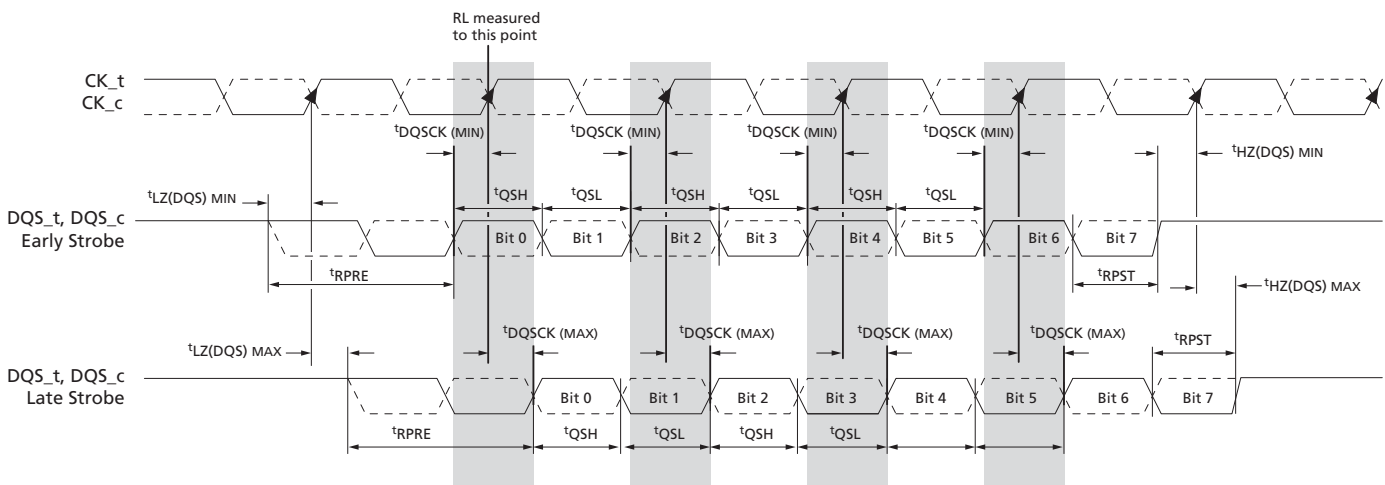 RL measured
to this point
CK_t
CK_c
tDQSCK (MIN) tDQSCK (MIN) tDQSCK (MIN) tDQSCK (MIN)
tHZ(DQS) MIN
tLZ(DQS) MIN
tQSH tQSL tQSH tQSL tQSH tQSL
DQS_t, DQS_c
Early Strobe
Bit 0 Bit 1 Bit 2 Bit 3 Bit 4 Bit 5 Bit 6 Bit 7
tRPRE
tRPST
tHZ(DQS) MAX
tDQSCK (MAX) tDQSCK (MAX) tDQSCK (MAX) tDQSCK (MAX)
tRPST
tLZ(DQS) MAX
DQS_t, DQS_c
Late Strobe
Bit 0 Bit 1 Bit 2 Bit 3 Bit 4 Bit 5 Bit 6 Bit 7
tRPRE
tQSH tQSL tQSH tQSL